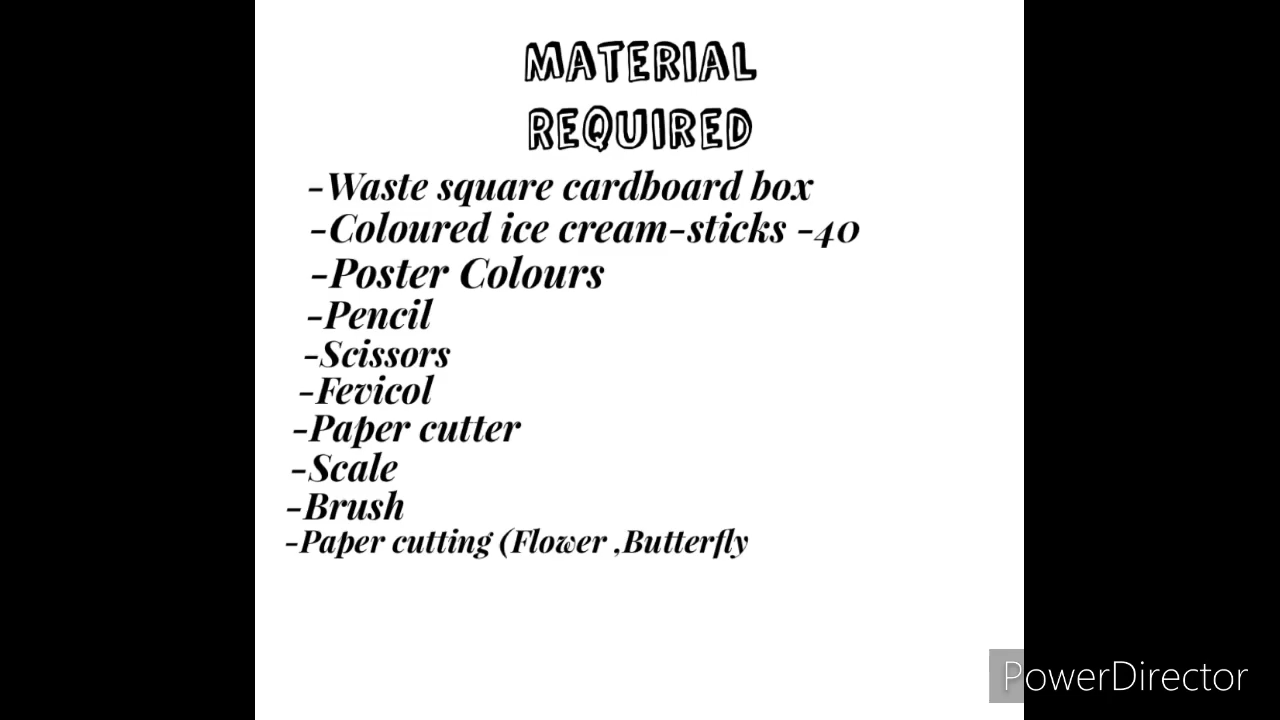 MATERIAL
REQUIRED
-Waste square cardboard box
-Coloured ice cream-sticks -40
-Poster Colours
-Pencil
-Scissors
-Fevicol
-Paper cutter
-Scale
-Brush
-Paper cutting (Flower ,Butterfly
PowerDirector